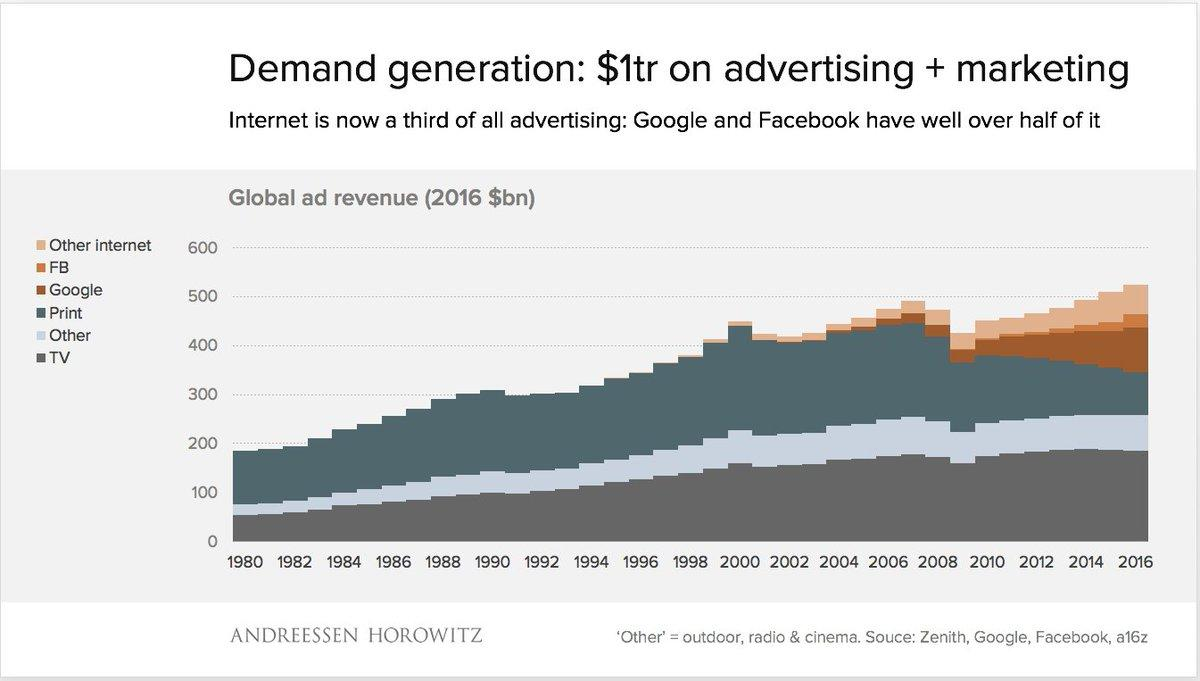 Demand generation: $1tr on advertising + marketing
Internet is now a third of all advertising: Google and Facebook have well over half of it
Global ad revenue (2016 $bn)
Other internet
FB
Google
Print
Other
TV
600
500
400
300
200
100
0
1980 1982 1984 1986 1988 1990 1992 1994 1996 1998 2000 2002 2004 2006 2008 2010 2012 2014 2016
ANDREESSEN HOROWITZ
‘Other’ = outdoor, radio & cinema. Souce: Zenith, Google, Facebook, a16z